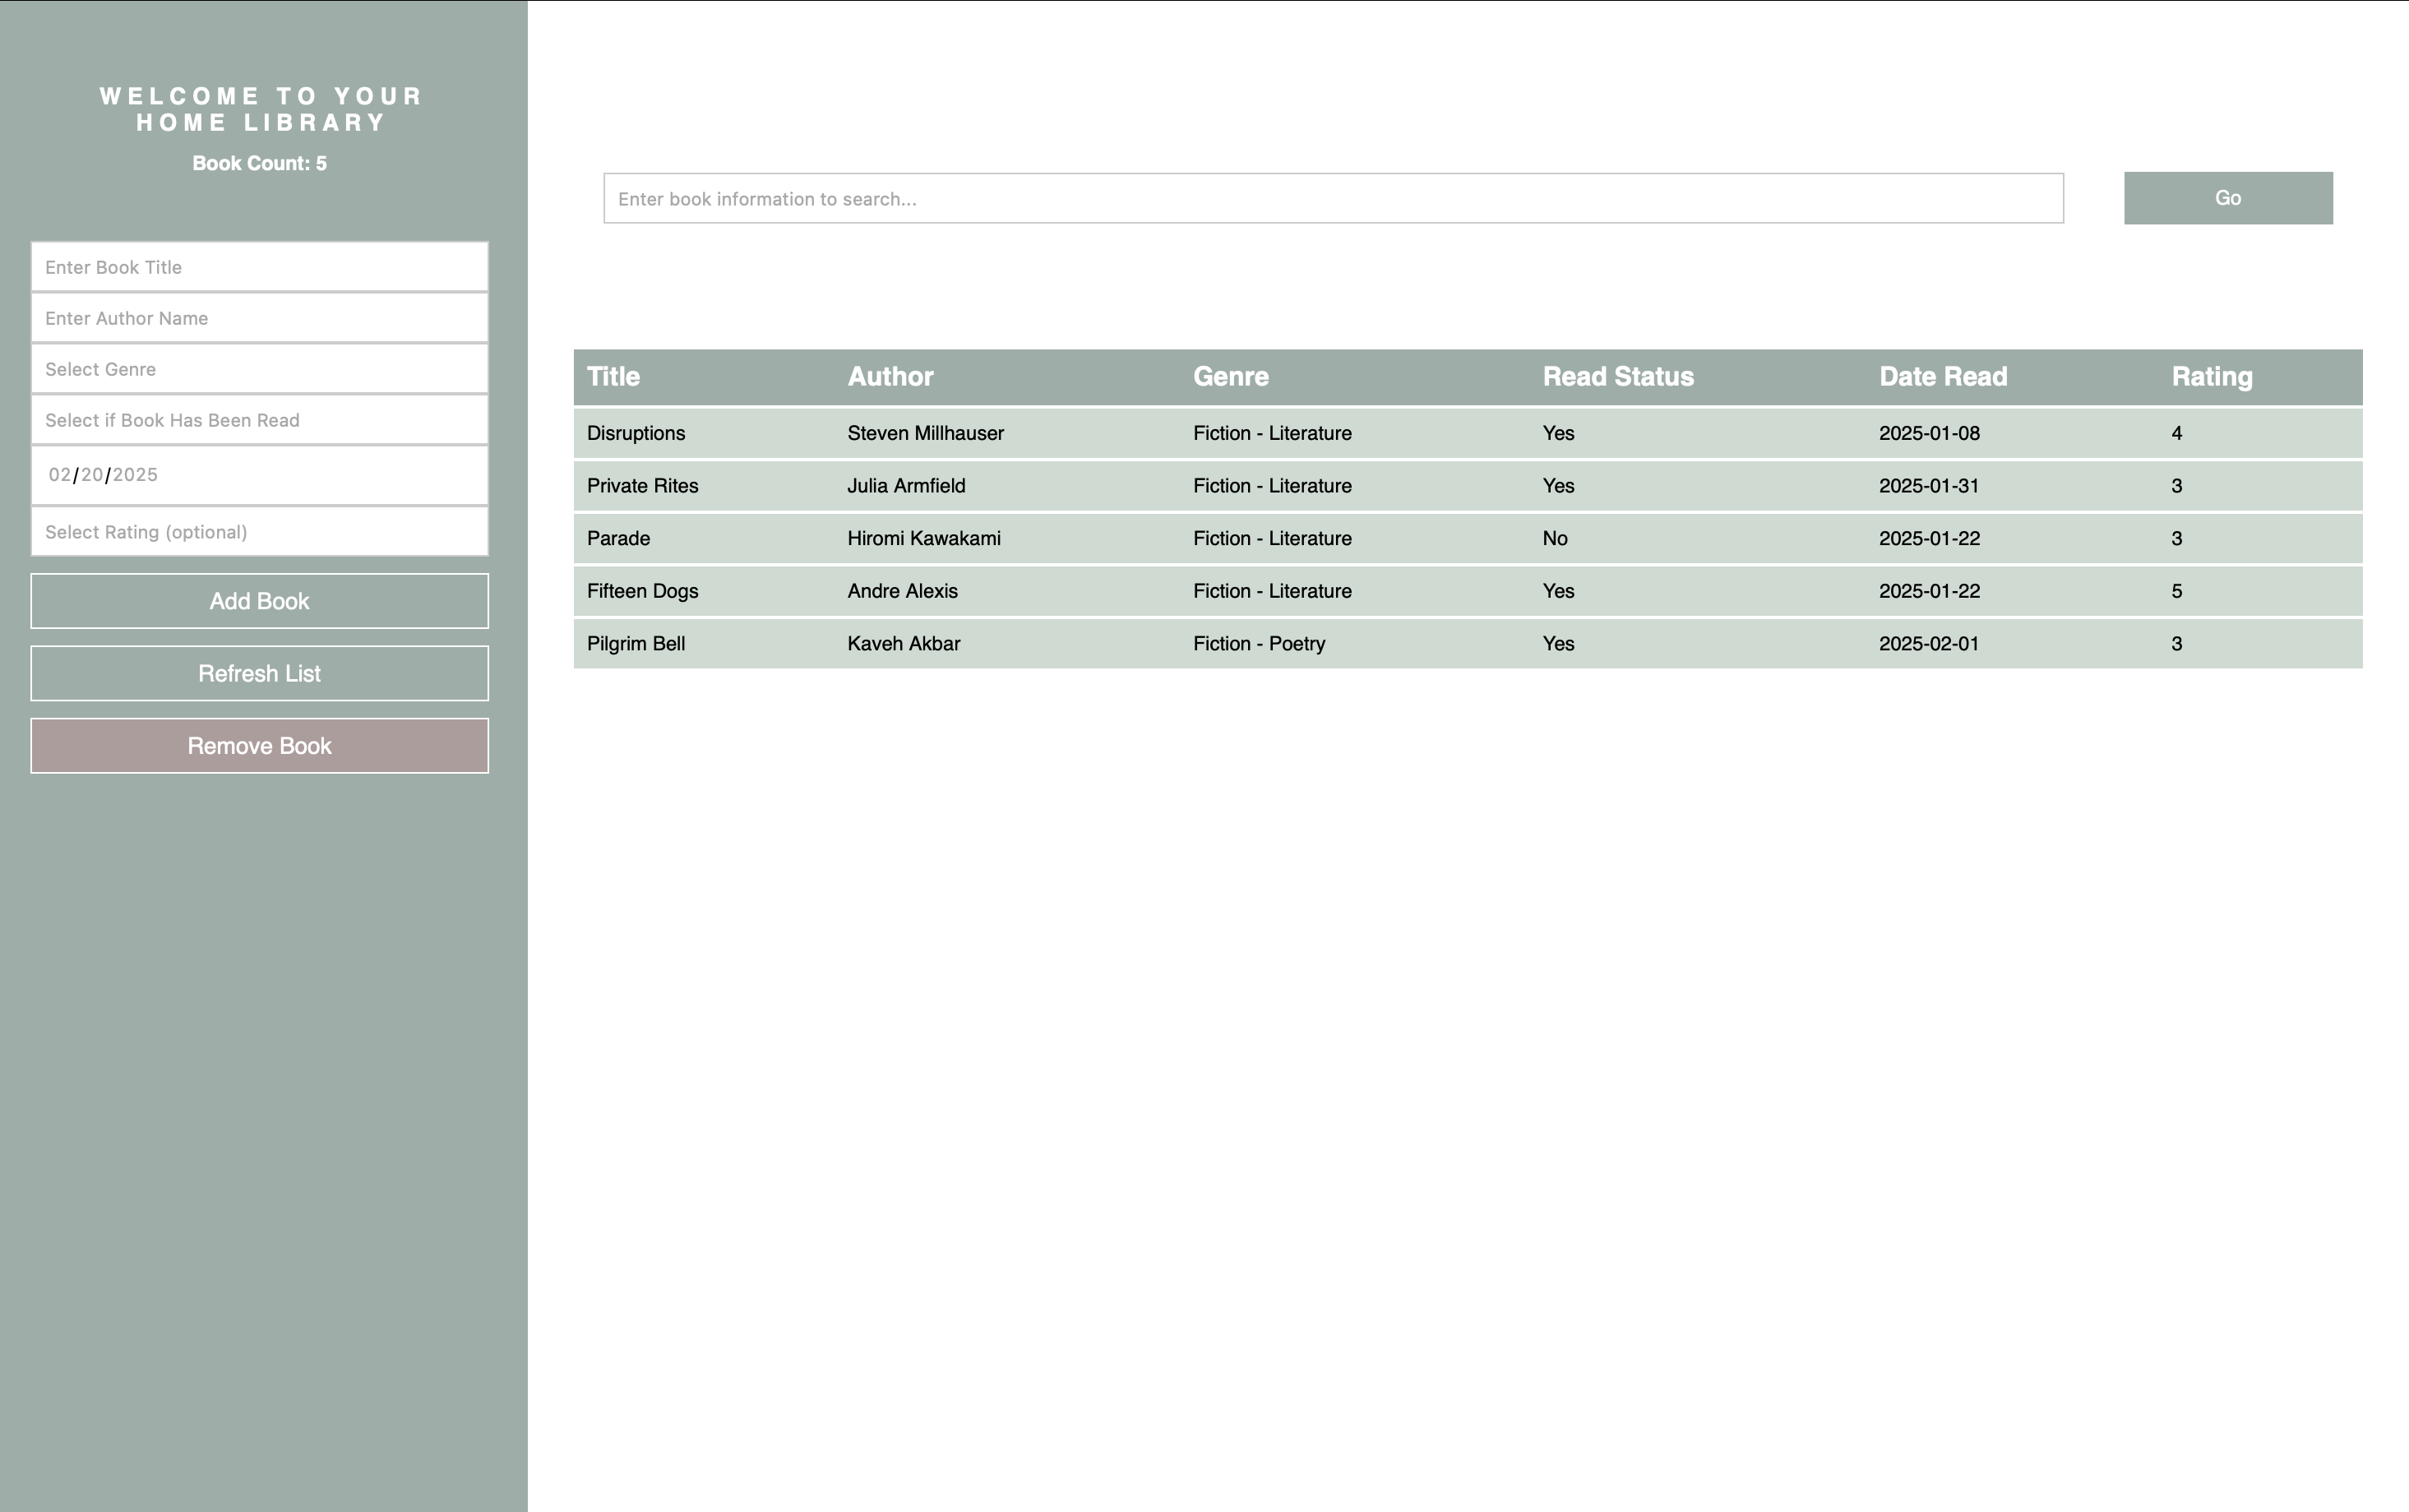 WELCOME TO YOUR
HOME LIBRARY
Book Count: 5
Enter Book Title
Enter Author Name
Select Genre
Select if Book Has Been Read
02/20/2025
Select Rating (optional)
Add Book
Refresh List
Remove Book
Enter book information to search...
Go
Title Author Genre Read Status Date Read Rating
Disruptions Steven Millhauser Fiction - Literature Yes 2025-01-08 4
Private Rites Julia Armfield Fiction - Literature Yes 2025-01-31 3
Parade Hiromi Kawakami Fiction - Literature No 2025-01-22 3
Fifteen Dogs Andre Alexis Fiction - Literature Yes 2025-01-22 5
Pilgrim Bell Kaveh Akbar Fiction - Poetry Yes 2025-02-01 3